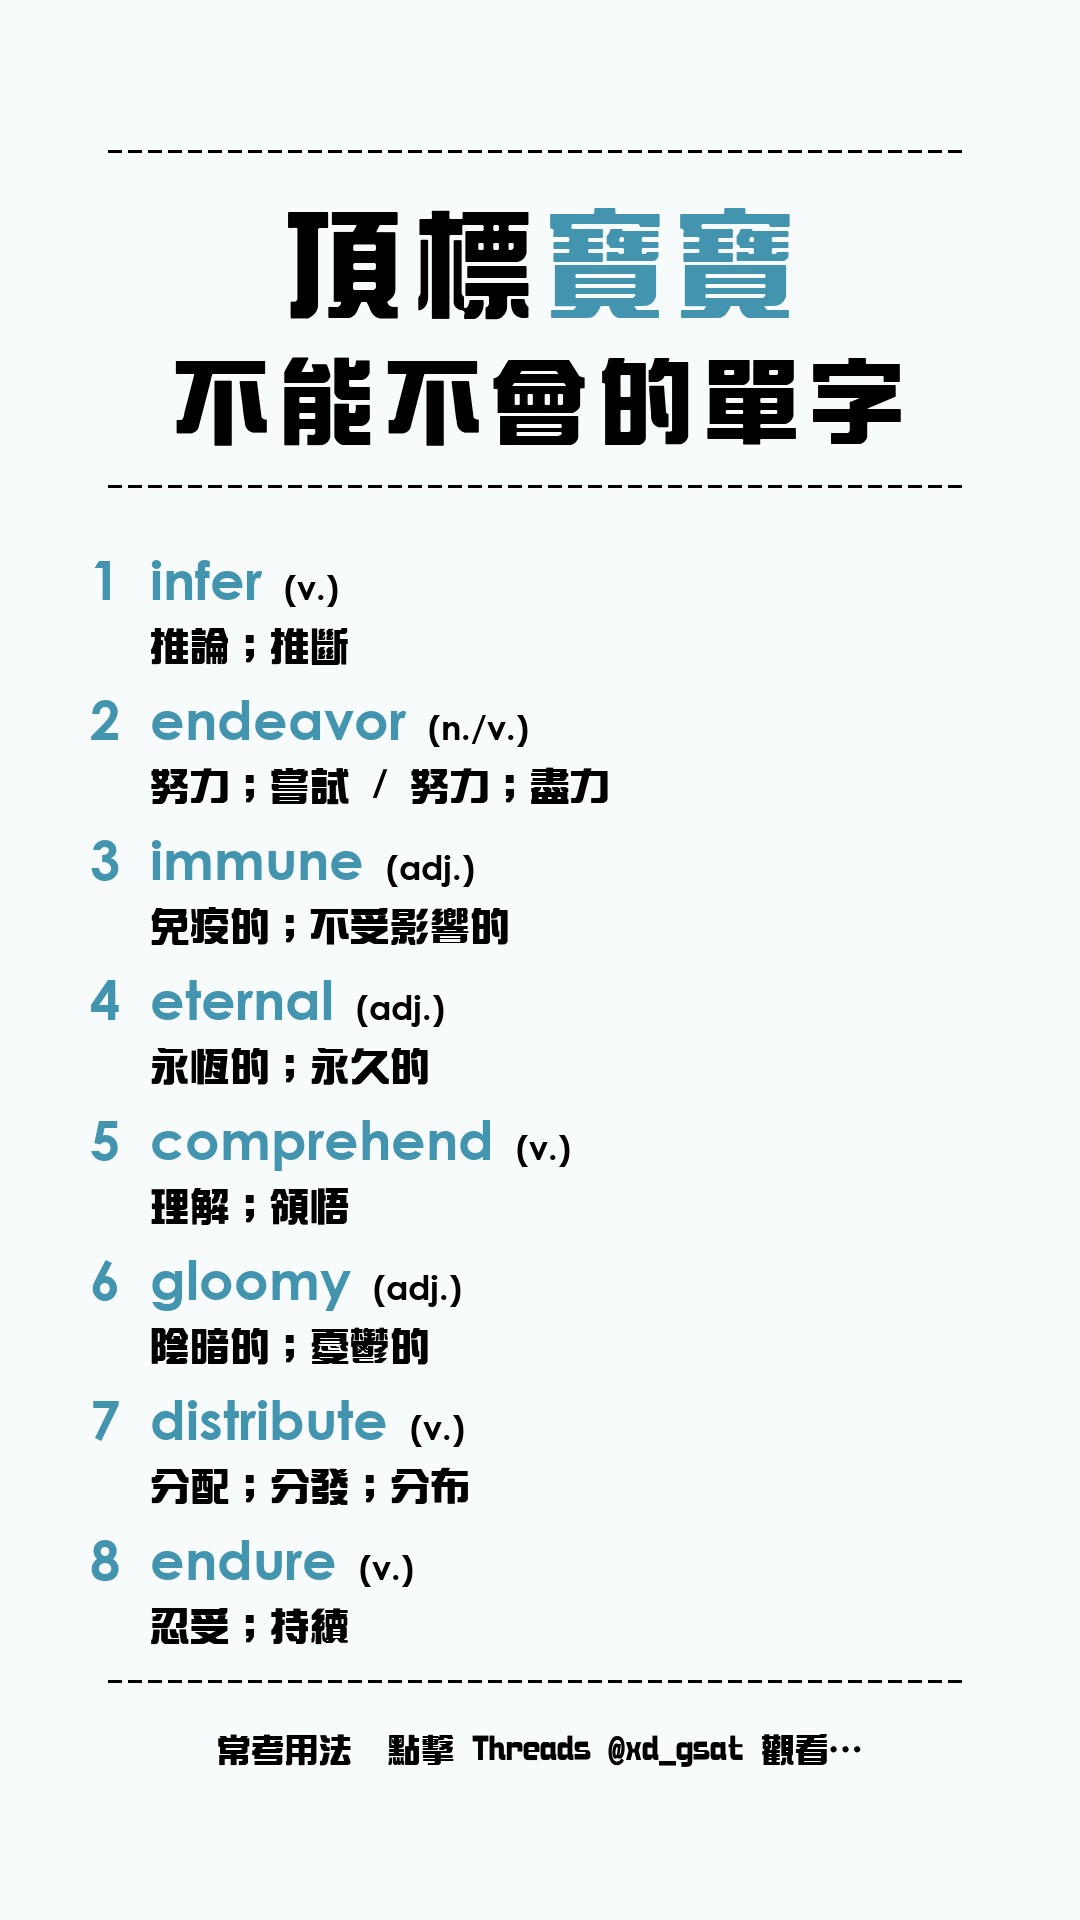 頂標寶寶
不能不會的單字
1 infer (v.)
推論；推斷
2 endeavor (n./v.)
努力；嘗試 / 努力；盡力
3 immune (adj.)
免疫的；不受影響的
4 eternal (adj.)
永恆的；永久的
5 comprehend (v.)
理解；領悟
6 gloomy (adj.)
陰暗的；憂鬱的
7 distribute (v.)
分配；分發；分布
8 endure (v.)
忍受；持續
常考用法 點擊 Threads @xd_gsat 觀看…